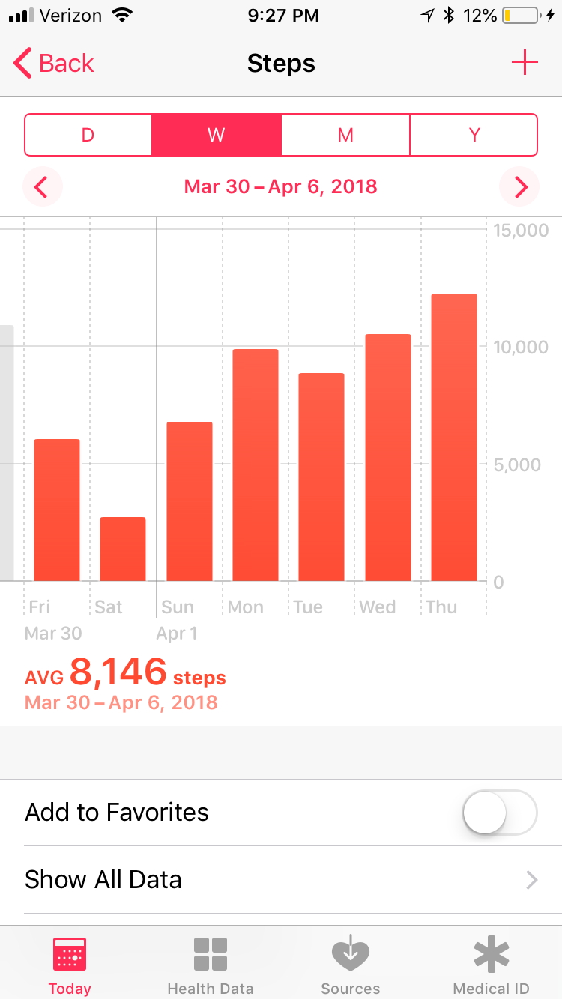 Verizon 9:27 PM 12%
Back Steps
D W M Y
Mar 30 – Apr 6, 2018
15,000
10,000
5,000
0
Fri Sat Sun Mon Tue Wed Thu
Mar 30 Apr 1
AVG 8,146 steps
Mar 30 – Apr 6, 2018
Add to Favorites
Show All Data
Today Health Data Sources Medical ID